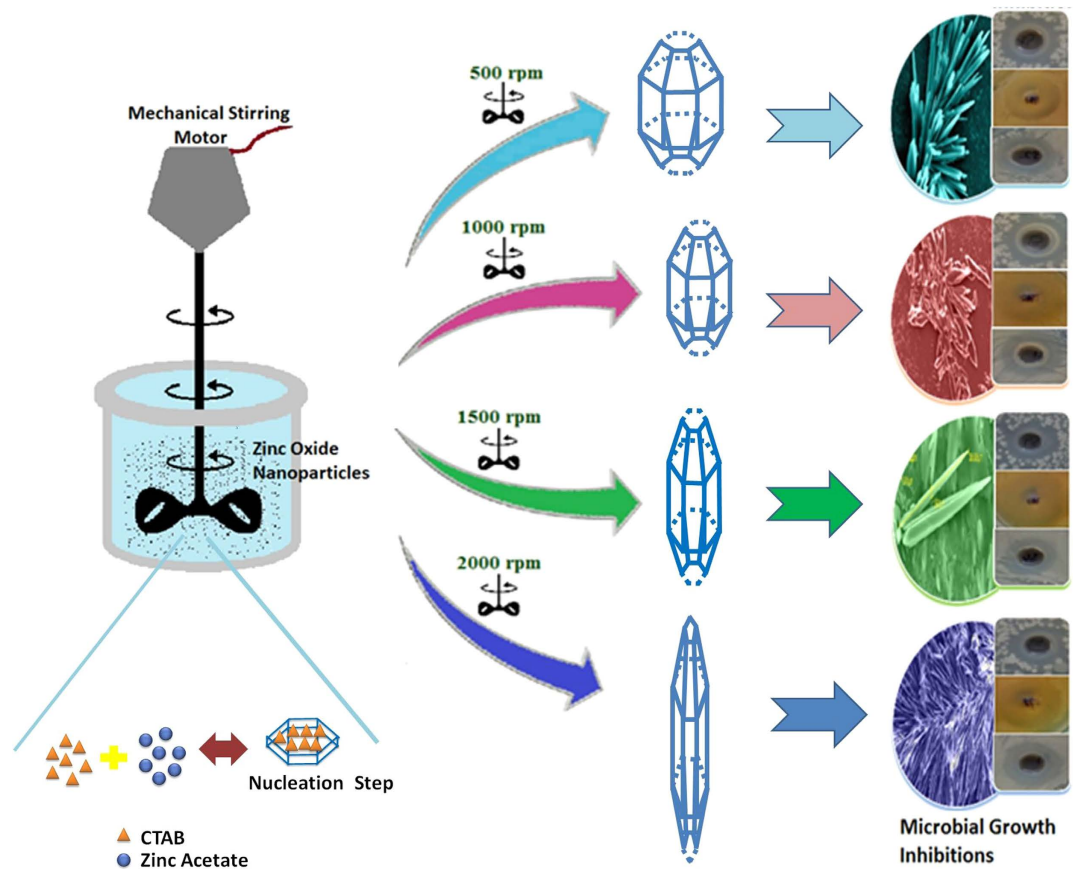 Mechanical Stirring
Motor
Zinc Oxide
Nanoparticles
500 rpm
1000 rpm
1500 rpm
2000 rpm
Nucleation Step
CTAB
Zinc Acetate
Microbial Growth
Inhibitions